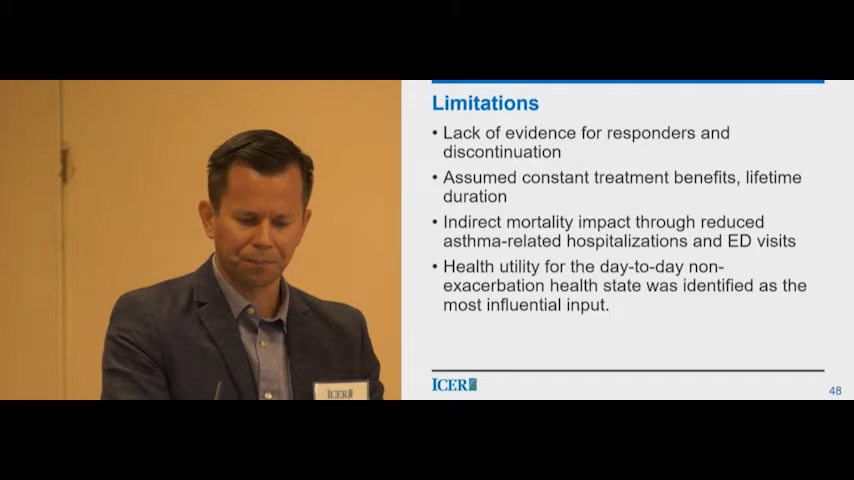 Limitations
• Lack of evidence for responders and
discontinuation
• Assumed constant treatment benefits, lifetime
duration
• Indirect mortality impact through reduced
asthma-related hospitalizations and ED visits
• Health utility for the day-to-day non-
exacerbation health state was identified as the
most influential input.
ICER
48
ICER